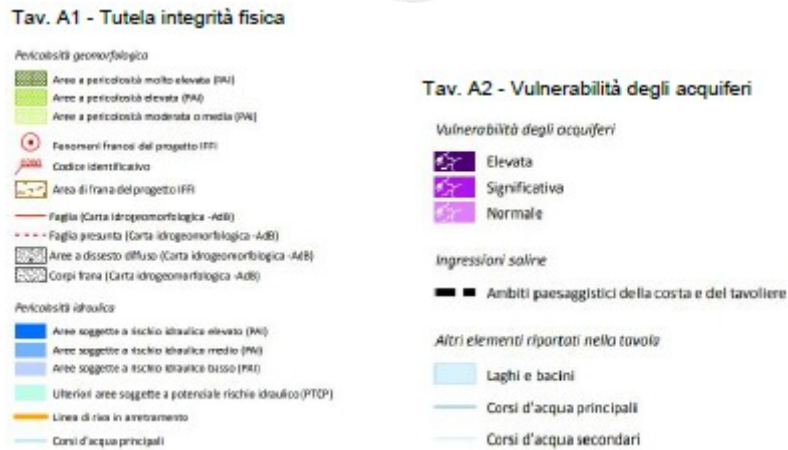 Tav. A1 - Tutela integrità fisica
Pericolosità geomorfologica
Aree a pericolosità molto elevata (PAI)
Aree a pericolosità elevata (PAI)
Aree a pericolosità moderata o media (PAI)
Fenomeni franosi del progetto IFFI
Codice identificativo
Area di frana del progetto IFFI
Faglia (Carta idrogeomorfologica -AdB)
Faglia presunta (Carta idrogeomorfologica -AdB)
Aree a dissesto diffuso (Carta idrogeomorfologica -AdB)
Corpi frana (Carta idrogeomorfologica -AdB)
Pericolosità idraulica
Aree soggette a rischio idraulico elevato (PAI)
Aree soggette a rischio idraulico medio (PAI)
Aree soggette a rischio idraulico basso (PAI)
Ulteriori aree soggette a potenziale rischio idraulico (PTCP)
Linea di riva in arretramento
Corsi d'acqua principali
Tav. A2 - Vulnerabilità degli acquiferi
Vulnerabilità degli acquiferi
Elevata
Significativa
Normale
Ingressioni saline
Ambiti paesaggistici della costa e del tavoliere
Altri elementi riportati nella tavola
Laghi e bacini
Corsi d'acqua principali
Corsi d'acqua secondari